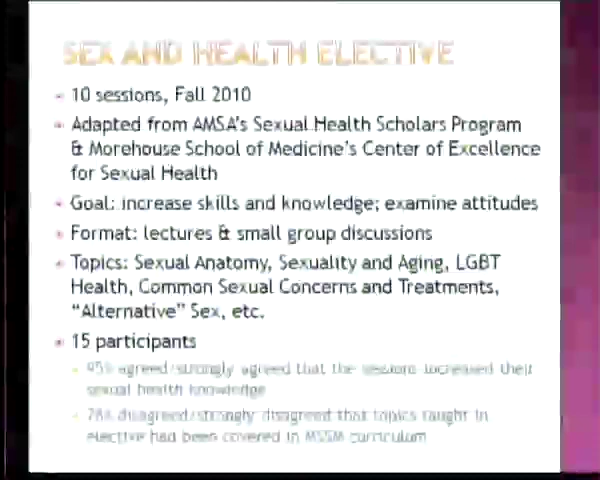 SEX AND HEALTH ELECTIVE
- 10 sessions, Fall 2010
- Adapted from AMSA's Sexual Health Scholars Program
& Morehouse School of Medicine's Center of Excellence
for Sexual Health
- Goal: increase skills and knowledge; examine attitudes
- Format: lectures & small group discussions
- Topics: Sexual Anatomy, Sexuality and Aging, LGBT
Health, Common Sexual Concerns and Treatments,
"Alternative" Sex, etc.
- 15 participants
agreed/strongly agreed that the sessions increased their
sexual health knowledge
disagreed/strongly disagreed that topics taught in
elective had been covered in MSSM curriculum